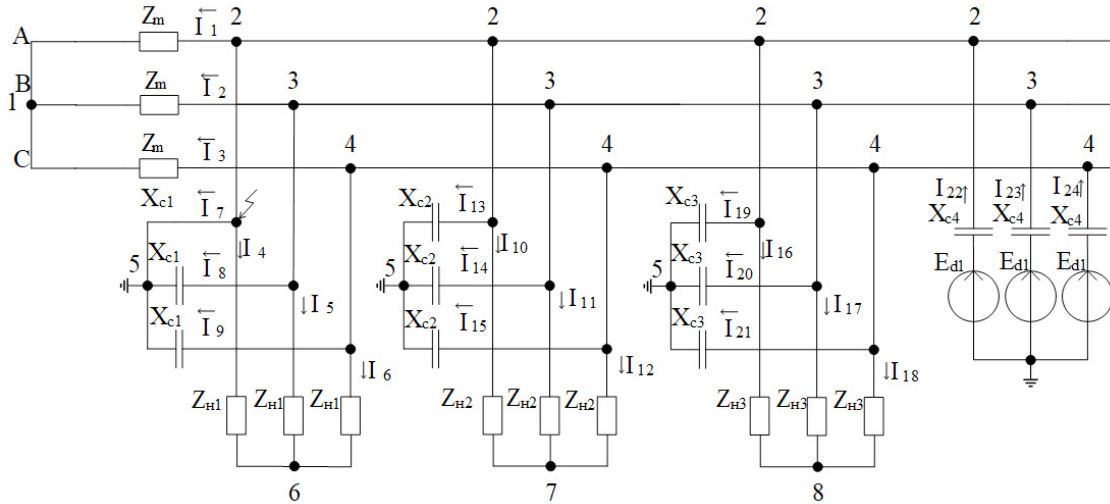 A Zm I 1 2 2 2 2
B Zm I 2 3 3 3 3
1
C Zm I 3 4 4 4 4
Xc1 I 7 I 13 Xc3 I 19 I 22 I 23 I 24
Xc2 Xc4 Xc4 Xc4
5 Xc1 I 8 ↓I 4 5 Xc2 I 14 ↓I 10 5 Xc3 I 20 ↓I 16 Ed1 Ed1 Ed1
Xc1 I 9 ↓I 5 Xc2 I 15 ↓I 11 Xc3 I 21 ↓I 17
↓I 6 ↓I 12 ↓I 18
Zн1 Zн1 Zн1 Zн2 Zн2 Zн2 Zн3 Zн3 Zн3
6 7 8